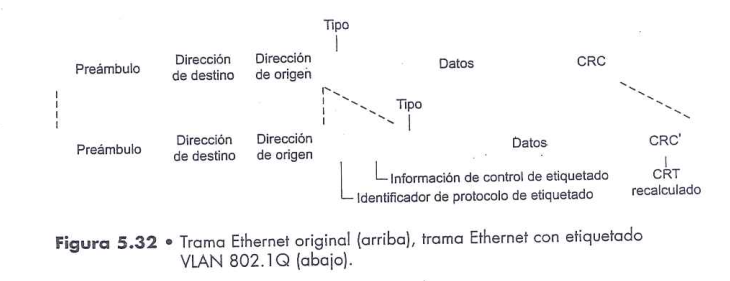 Tipo
Preámbulo Dirección de destino Dirección de origen Datos CRC
Tipo
Preámbulo Dirección de destino Dirección de origen Datos CRC'
Información de control de etiquetado
Identificador de protocolo de etiquetado
CRT recalculado
Figura 5.32 • Trama Ethernet original (arriba), trama Ethernet con etiquetado
VLAN 802.1Q (abajo).